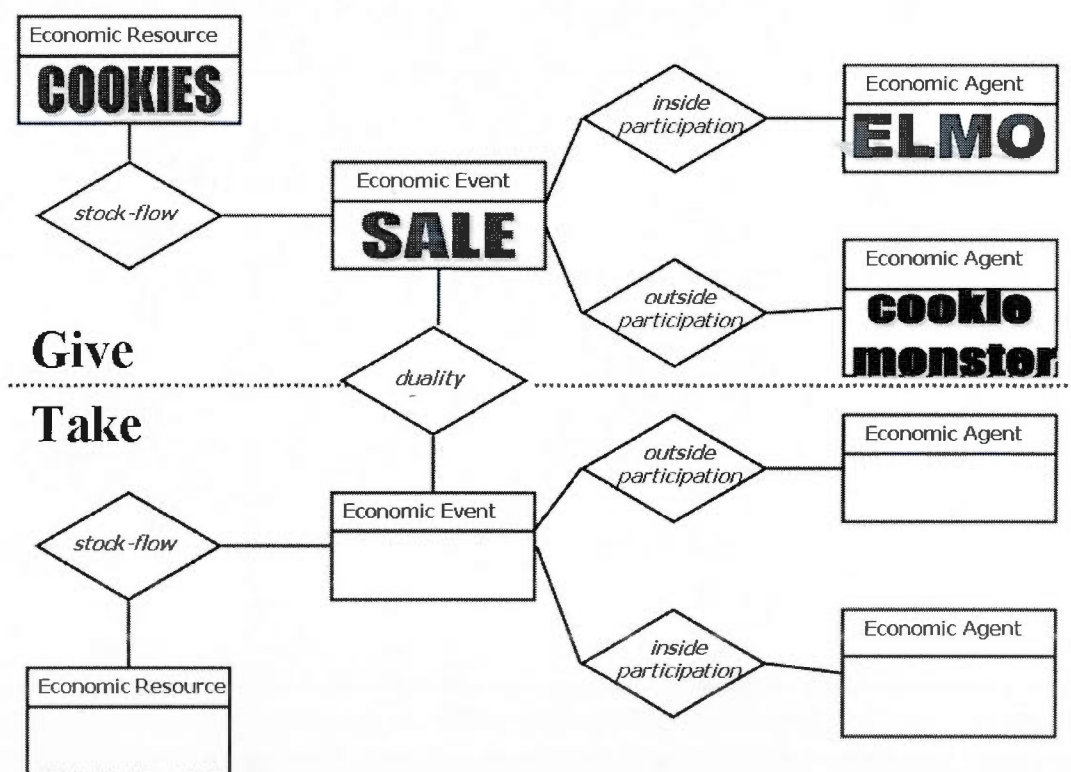 Economic Resource
COOKIES
stock-flow
Economic Event
SALE
inside
participation
Economic Agent
ELMO
outside
participation
Economic Agent
cookie
monster
Give
duality
Take
stock-flow
Economic Resource
Economic Event
outside
participation
Economic Agent
inside
participation
Economic Agent